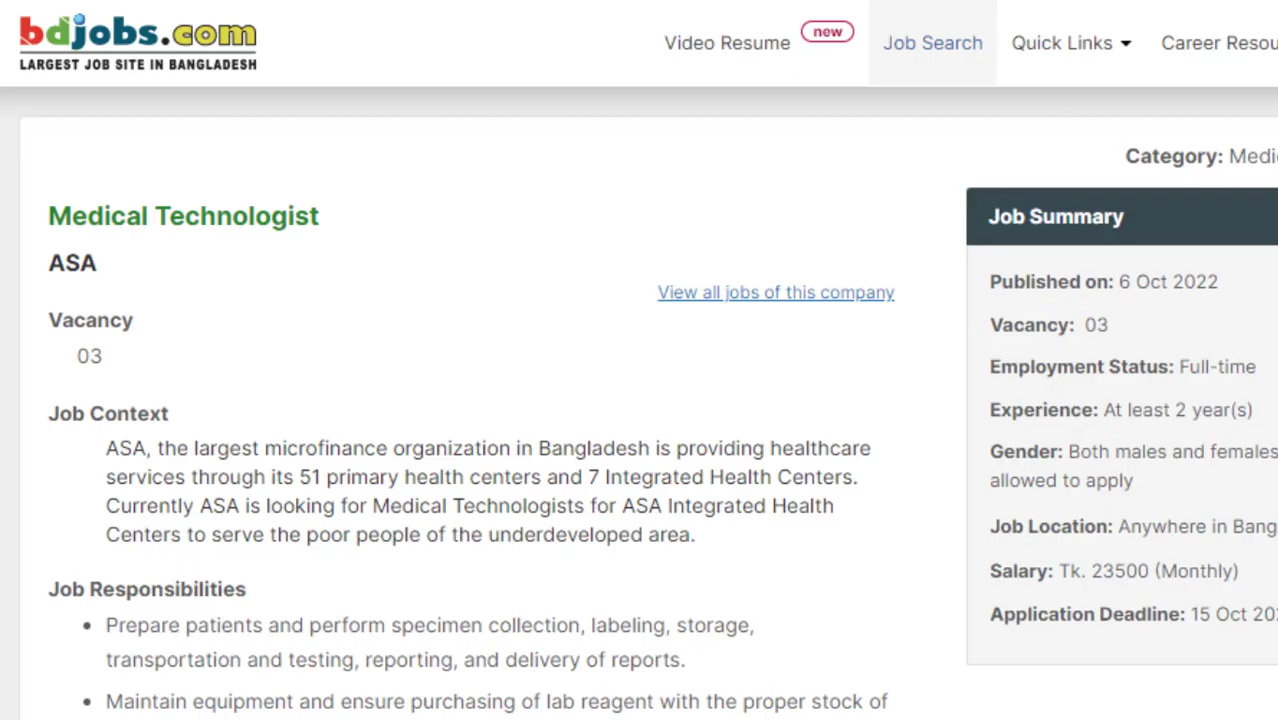 bdjobs.com
LARGEST JOB SITE IN BANGLADESH
Video Resume new Job Search Quick Links Career
Category:
Medical Technologist
ASA
View all jobs of this company
Vacancy
03
Job Context
ASA, the largest microfinance organization in Bangladesh is providing healthcare
services through its 51 primary health centers and 7 Integrated Health Centers.
Currently ASA is looking for Medical Technologists for ASA Integrated Health
Centers to serve the poor people of the underdeveloped area.
Job Responsibilities
• Prepare patients and perform specimen collection, labeling, storage,
transportation and testing, reporting, and delivery of reports.
• Maintain equipment and ensure purchasing of lab reagent with the proper stock of
Job Summary
Published on: 6 Oct 2022
Vacancy: 03
Employment Status: Full-time
Experience: At least 2 year(s)
Gender: Both males and females
allowed to apply
Job Location: Anywhere in
Salary: Tk. 23500 (Monthly)
Application Deadline: 15 Oct